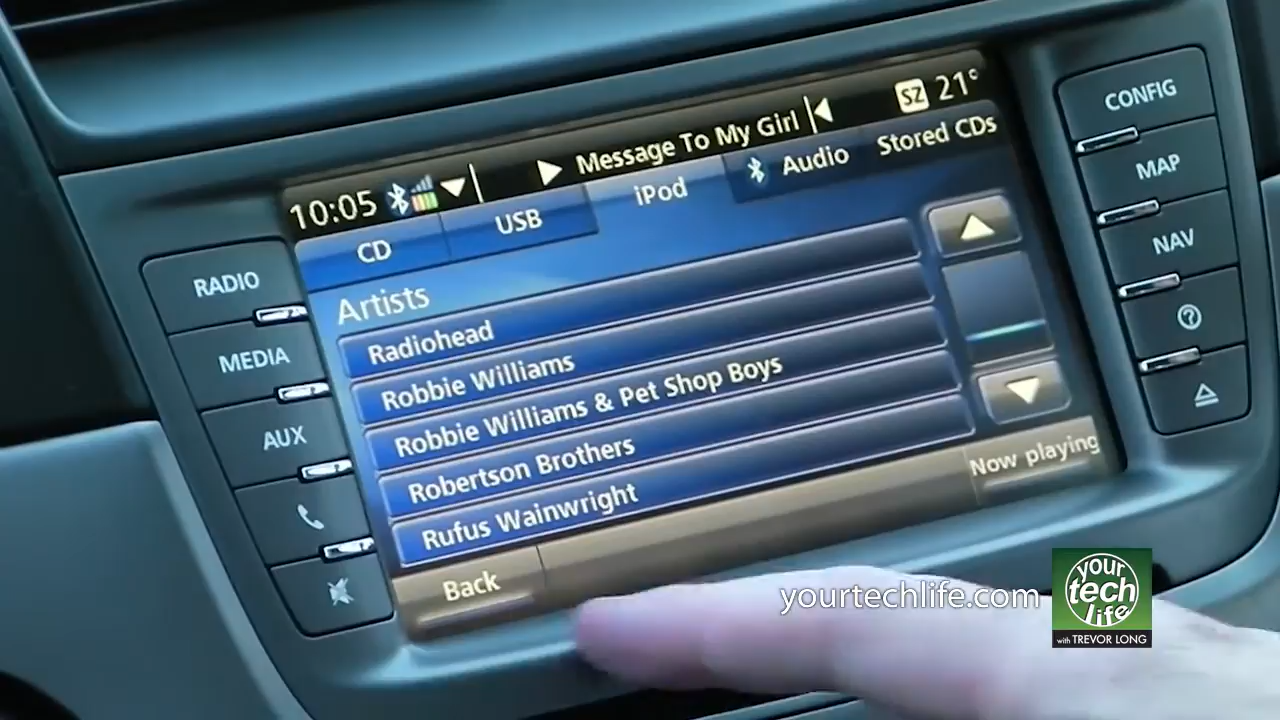 10:05 Message To My Girl SZ 21°
CD USB iPod Audio Stored CDs
Artists
Radiohead
Robbie Williams
Robbie Williams & Pet Shop Boys
Robertson Brothers
Rufus Wainwright
Back Now playing
RADIO
MEDIA
AUX
CONFIG
MAP
NAV
?
yourtechlife.com
your
tech
life
with TREVOR LONG